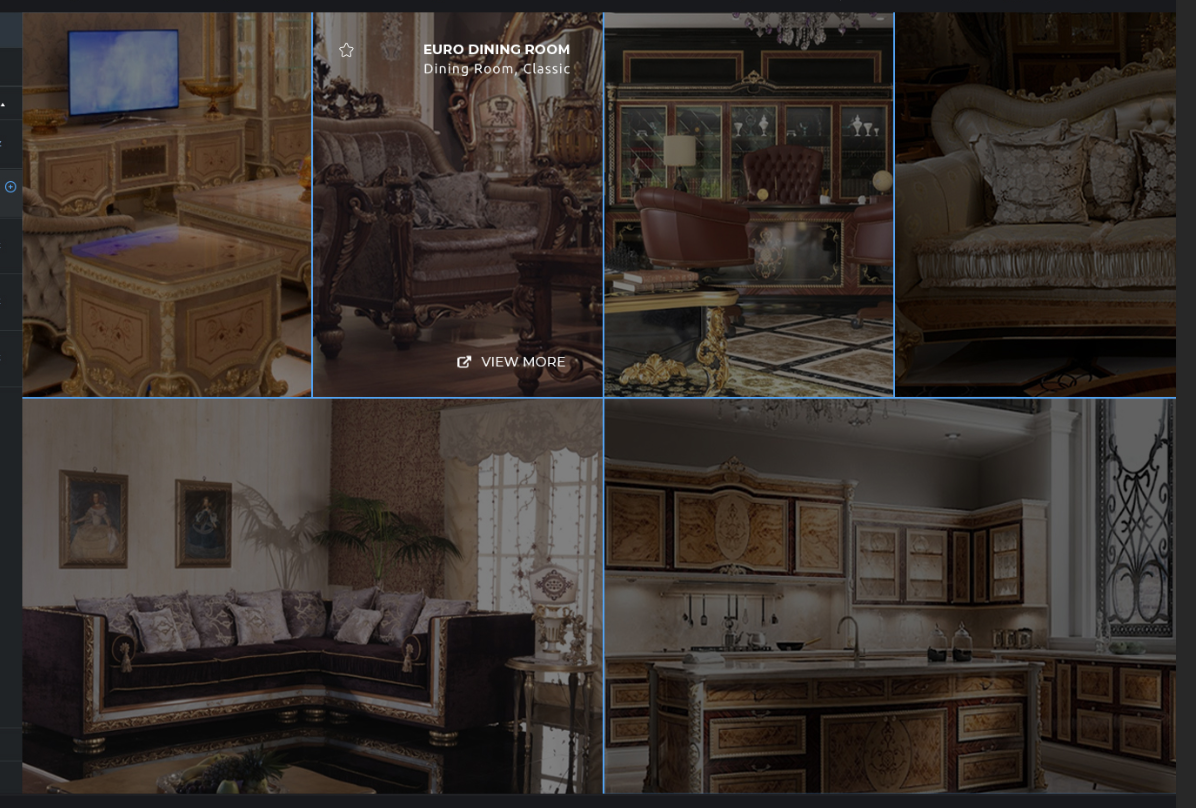 EURO DINING ROOM
Dining Room, Classic
VIEW MORE